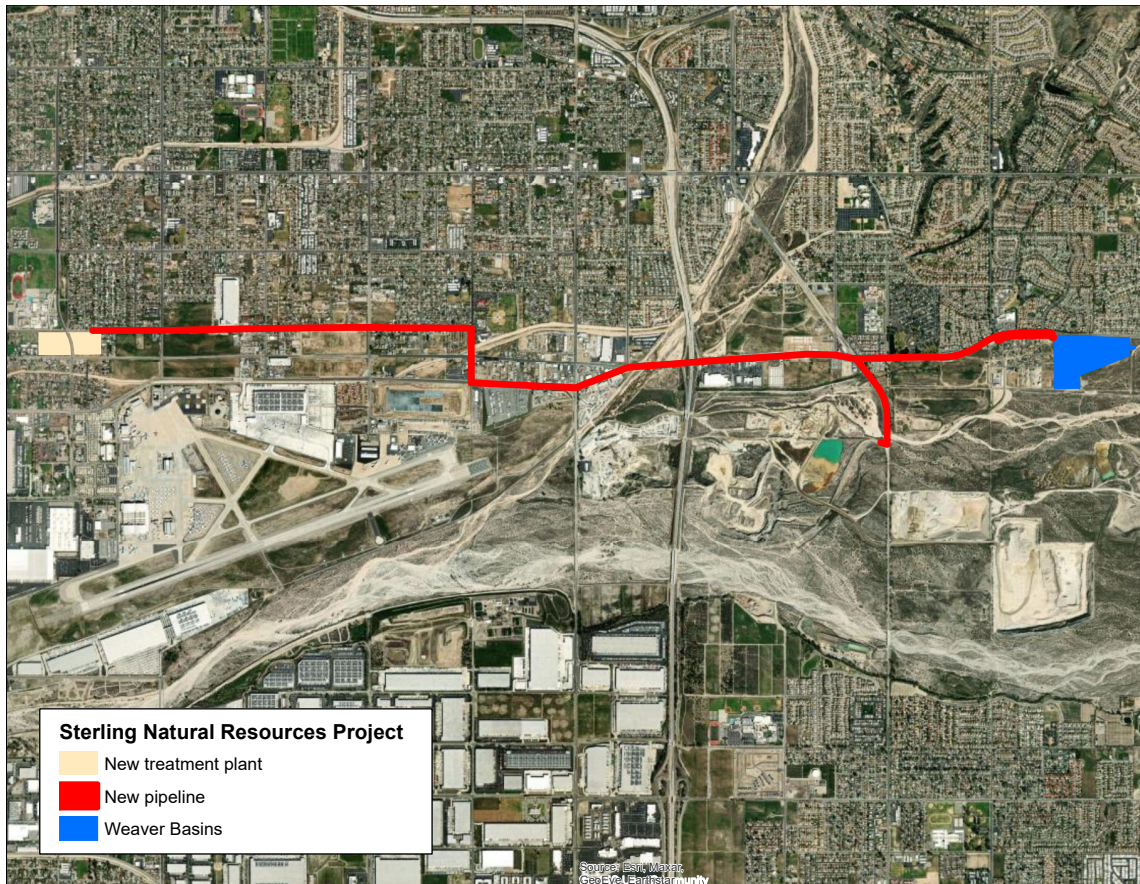 Sterling Natural Resources Project
New treatment plant
New pipeline
Weaver Basins
Source: Esri, Maxar,
GeoEye, Earthstar